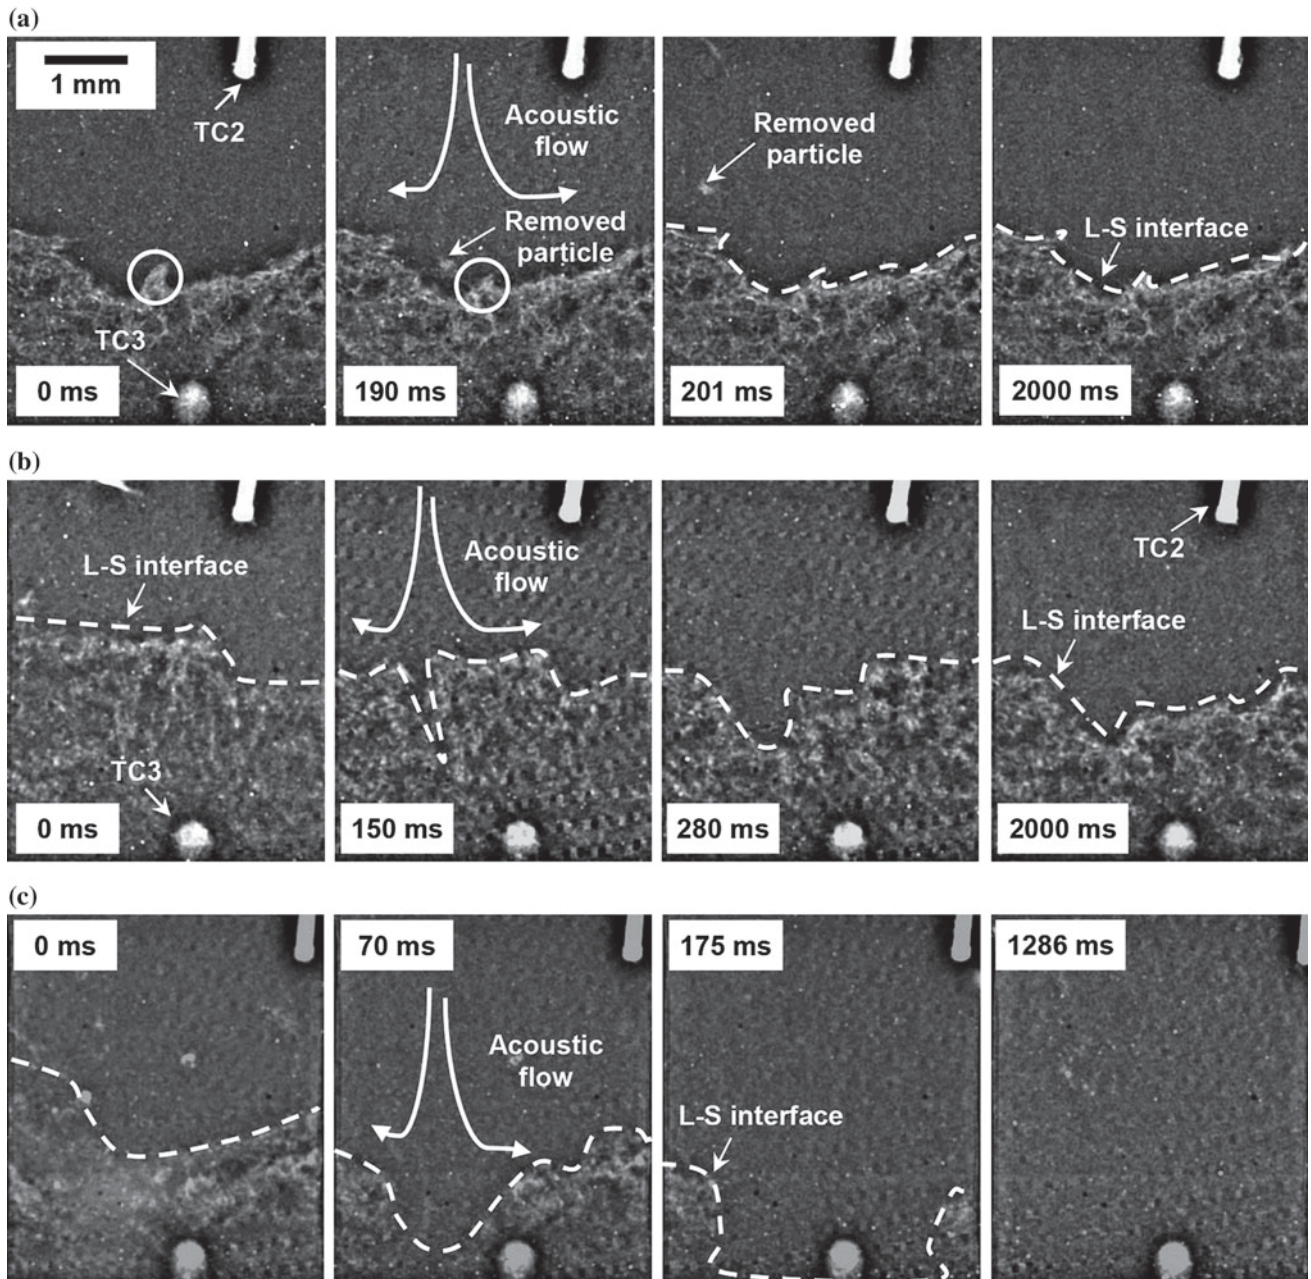 (a)
1 mm
TC2
TC3
0 ms
Acoustic
flow
Removed
particle
190 ms
Removed
particle
201 ms
L-S interface
2000 ms
(b)
L-S interface
TC3
0 ms
Acoustic
flow
150 ms
280 ms
TC2
L-S interface
2000 ms
(c)
0 ms
70 ms
Acoustic
flow
175 ms
L-S interface
1286 ms